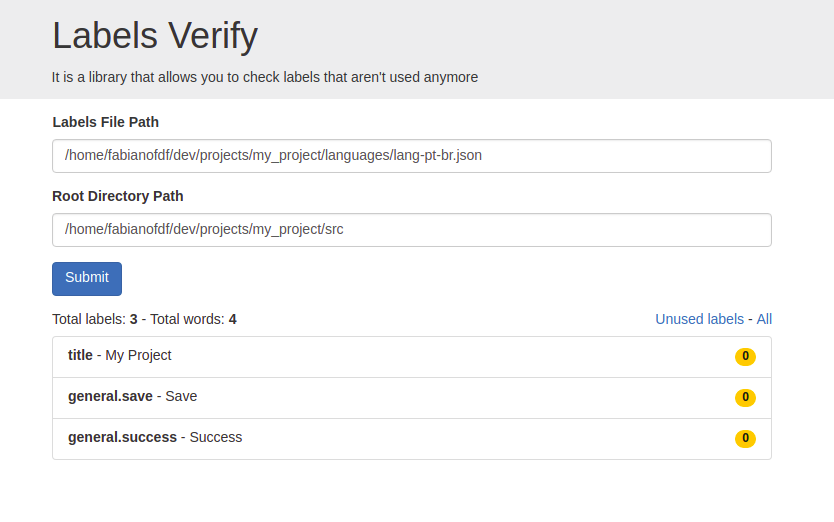 Labels Verify
It is a library that allows you to check labels that aren't used anymore
Labels File Path
/home/fabianofdf/dev/projects/my_project/languages/lang-pt-br.json
Root Directory Path
/home/fabianofdf/dev/projects/my_project/src
Submit
Total labels: 3 - Total words: 4 Unused labels - All
title - My Project 0
general.save - Save 0
general.success - Success 0